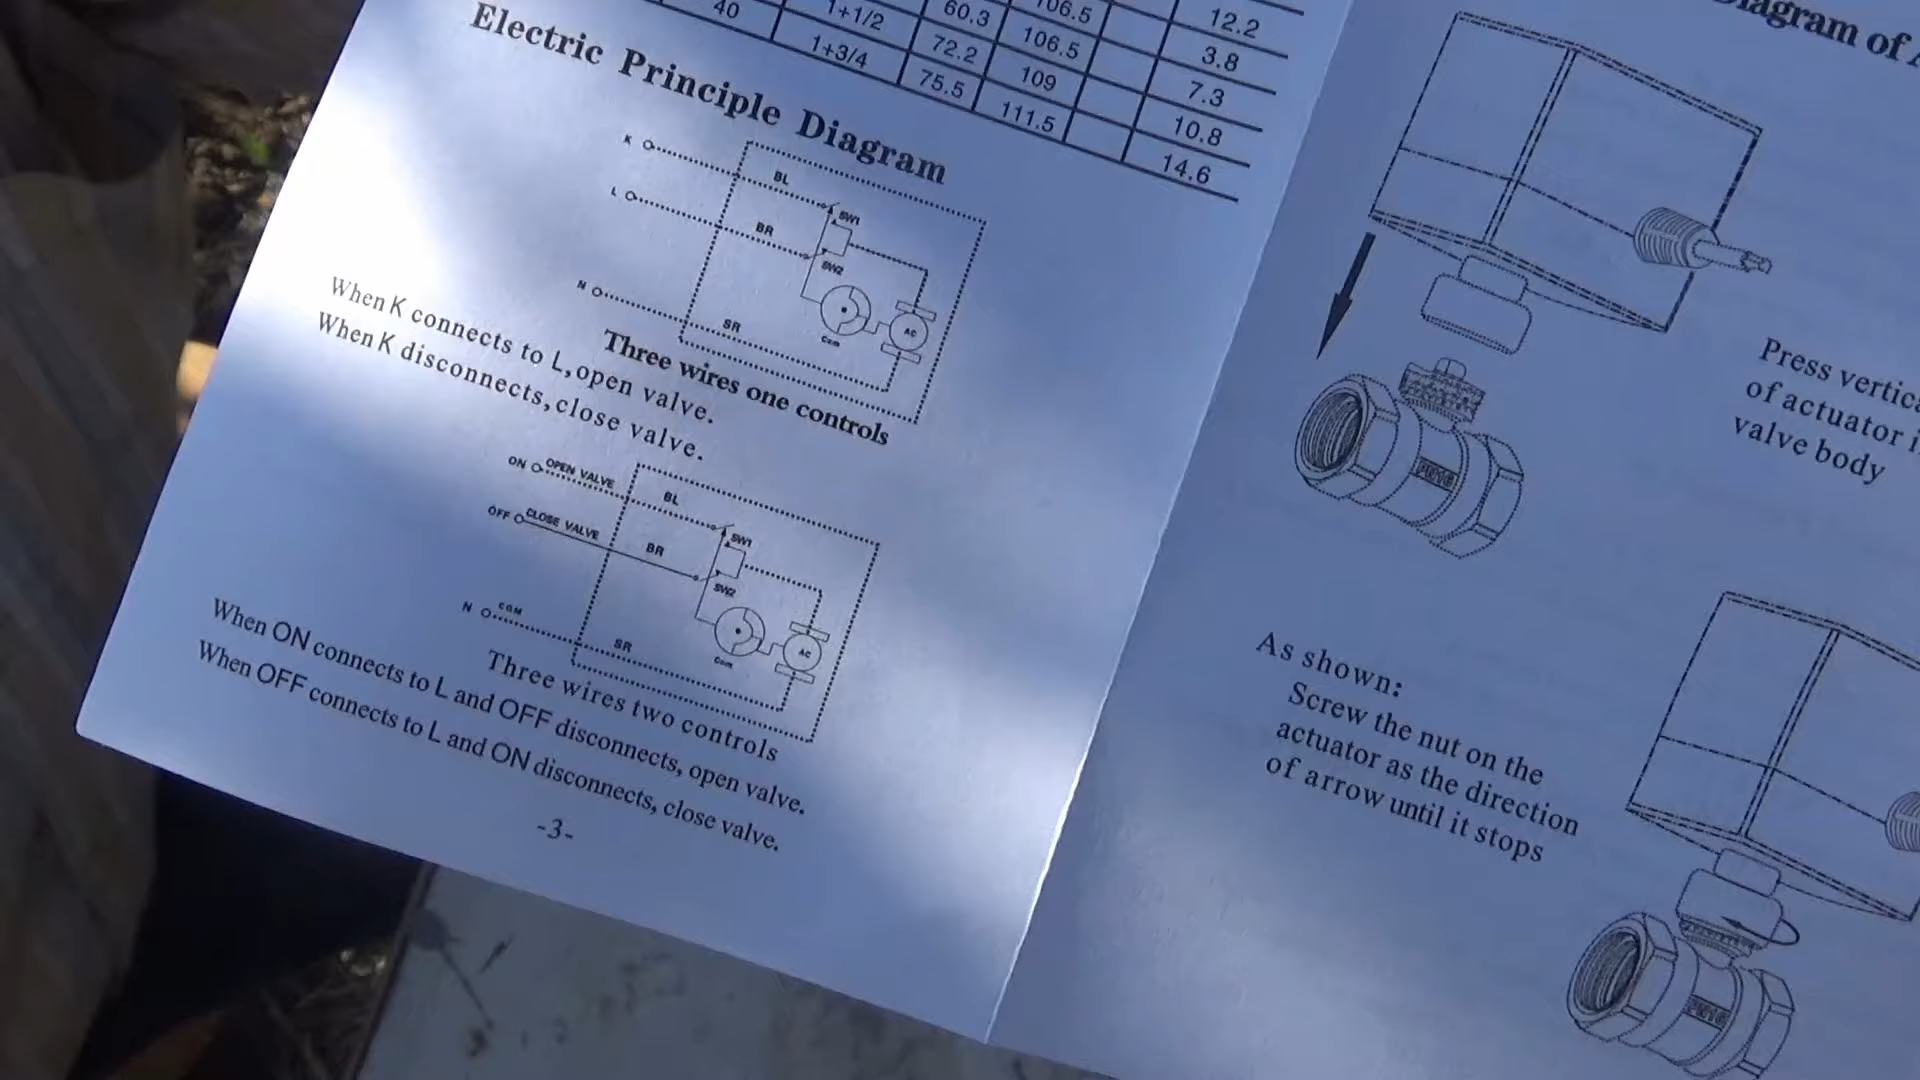 40 1+1/2 60.3 106.5 12.2
1+3/4 72.2 106.5 3.8
75.5 109 7.3
111.5 10.8
14.6
Electric Principle Diagram
K
BL
SW1
L
BR
SW2
N
SR
Com
AC
Three wires one controls
When K connects to L,open valve.
When K disconnects,close valve.
ON OPEN VALVE
BL
SW1
OFF CLOSE VALVE
BR
SW2
N COM
SR
Com
AC
Three wires two controls
When ON connects to L and OFF disconnects, open valve.
When OFF connects to L and ON disconnects, close valve.
-3-
Diagram of
Press
of actuator
valve body
PN16
As shown:
Screw the nut on the
actuator as the direction
of arrow until it stops
PN16